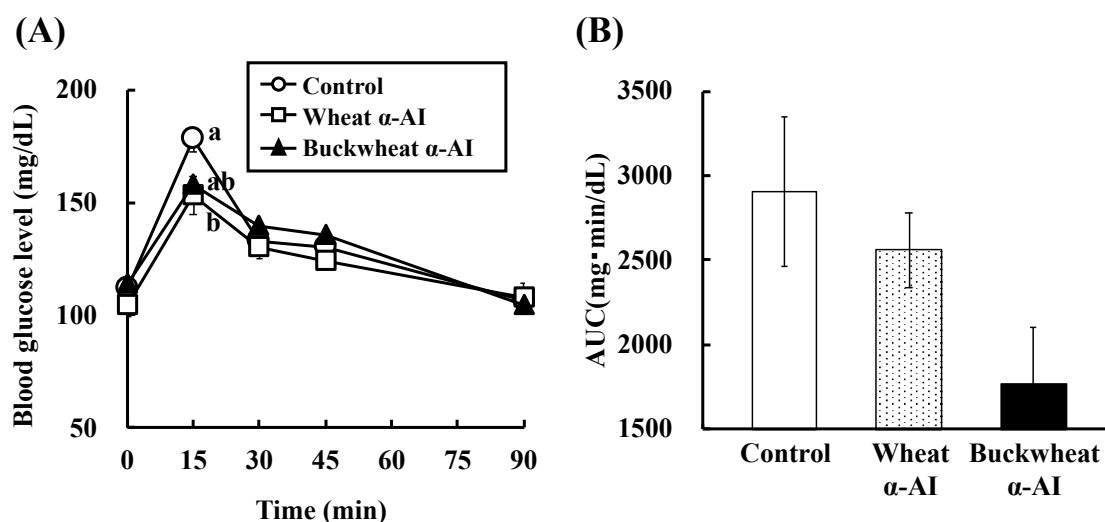 (A)
Control
Wheat α-AI
Buckwheat α-AI
Blood glucose level (mg/dL)
200
150
100
50
a
ab
b
0 15 30 45 60 75 90
Time (min)
(B)
AUC(mg・min/dL)
3500
3000
2500
2000
1500
Control Wheat Buckwheat
α-AI α-AI